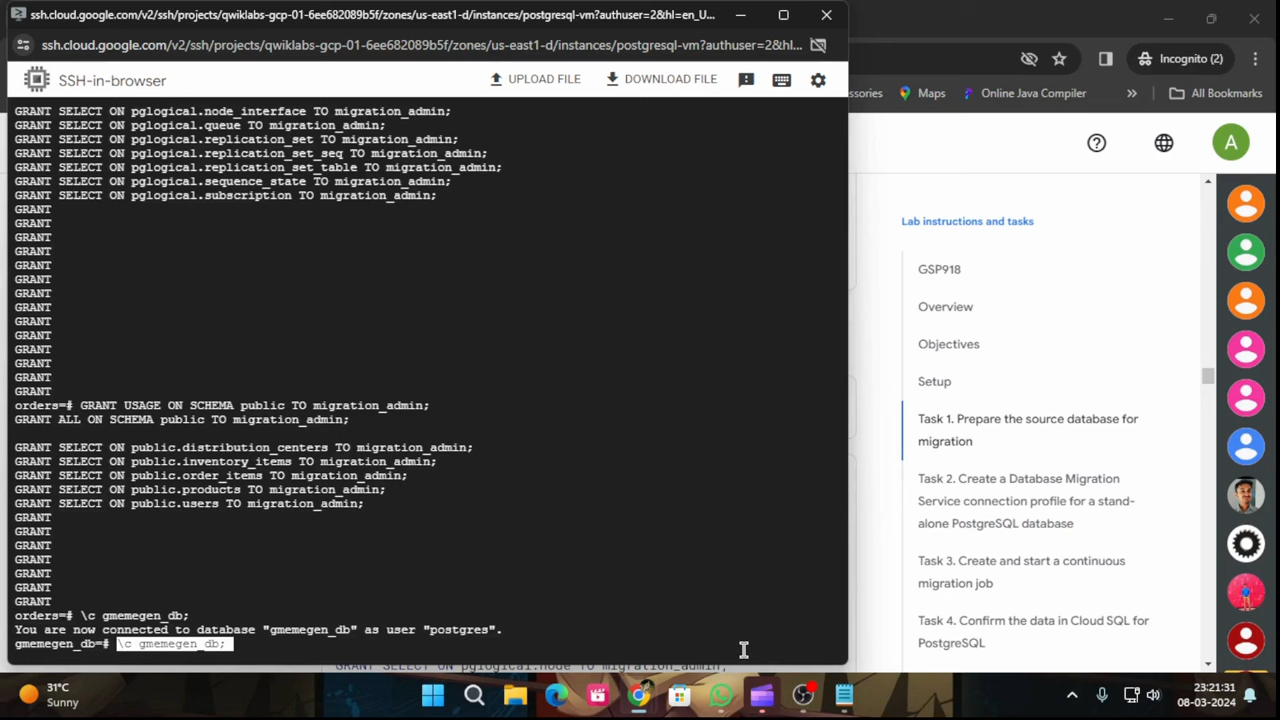 ssh.cloud.google.com/v2/ssh/projects/qwiklabs-gcp-01-6ee682089b5f/zones/us-east1-d/instances/postgresql-vm?authuser=2&hl=en_U...
ssh.cloud.google.com/v2/ssh/projects/qwiklabs-gcp-01-6ee682089b5f/zones/us-east1-d/instances/postgresql-vm?authuser=2&hl...
SSH-in-browser
UPLOAD FILE
DOWNLOAD FILE
GRANT SELECT ON pglogical.node_interface TO migration_admin;
GRANT SELECT ON pglogical.queue TO migration_admin;
GRANT SELECT ON pglogical.replication_set TO migration_admin;
GRANT SELECT ON pglogical.replication_set_seq TO migration_admin;
GRANT SELECT ON pglogical.replication_set_table TO migration_admin;
GRANT SELECT ON pglogical.sequence_state TO migration_admin;
GRANT SELECT ON pglogical.subscription TO migration_admin;
GRANT
GRANT
GRANT
GRANT
GRANT
GRANT
GRANT
GRANT
GRANT
GRANT
GRANT
GRANT
GRANT
GRANT
orders=# GRANT USAGE ON SCHEMA public TO migration_admin;
GRANT ALL ON SCHEMA public TO migration_admin;
GRANT SELECT ON public.distribution_centers TO migration_admin;
GRANT SELECT ON public.inventory_items TO migration_admin;
GRANT SELECT ON public.order_items TO migration_admin;
GRANT SELECT ON public.products TO migration_admin;
GRANT SELECT ON public.users TO migration_admin;
GRANT
GRANT
GRANT
GRANT
GRANT
GRANT
GRANT
orders=# \c gmemegen_db;
You are now connected to database "gmemegen_db" as user "postgres".
gmemegen_db=# \c gmemegen_db;
GRANT SELECT ON pglogical.node TO migration_admin;
Incognito (2)
essories
Maps
Online Java Compiler
»
All Bookmarks
A
Lab instructions and tasks
GSP918
Overview
Objectives
Setup
Task 1. Prepare the source database for
migration
Task 2. Create a Database Migration
Service connection profile for a stand-
alone PostgreSQL database
Task 3. Create and start a continuous
migration job
Task 4. Confirm the data in Cloud SQL for
PostgreSQL
31°C
Sunny
23:21:31
08-03-2024